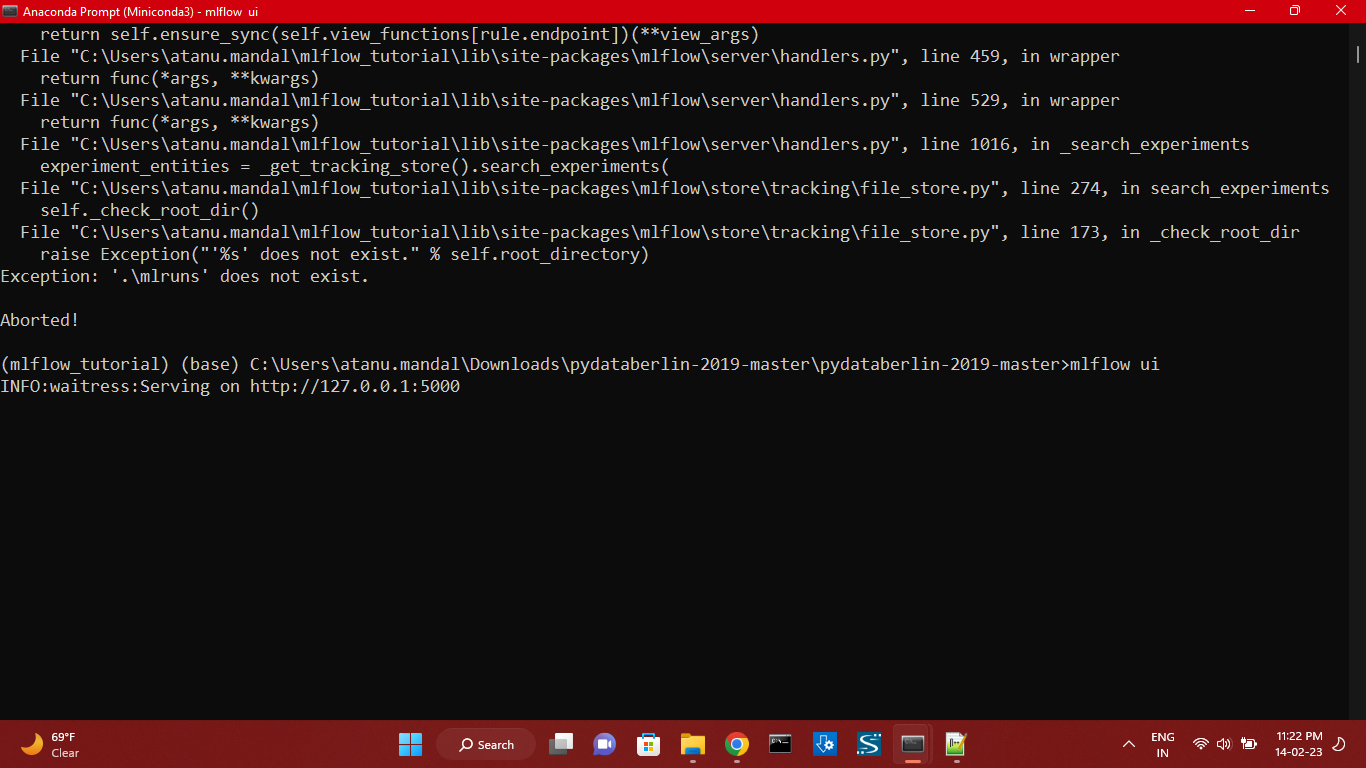 Anaconda Prompt (Miniconda3) - mlflow ui
return self.ensure_sync(self.view_functions[rule.endpoint])(**view_args)
File "C:\Users\atanu.mandal\mlflow_tutorial\lib\site-packages\mlflow\server\handlers.py", line 459, in wrapper
return func(*args, **kwargs)
File "C:\Users\atanu.mandal\mlflow_tutorial\lib\site-packages\mlflow\server\handlers.py", line 529, in wrapper
return func(*args, **kwargs)
File "C:\Users\atanu.mandal\mlflow_tutorial\lib\site-packages\mlflow\server\handlers.py", line 1016, in _search_experiments
experiment_entities = _get_tracking_store().search_experiments(
File "C:\Users\atanu.mandal\mlflow_tutorial\lib\site-packages\mlflow\store\tracking\file_store.py", line 274, in search_experiments
self._check_root_dir()
File "C:\Users\atanu.mandal\mlflow_tutorial\lib\site-packages\mlflow\store\tracking\file_store.py", line 173, in _check_root_dir
raise Exception("'%s' does not exist." % self.root_directory)
Exception: '.\mlruns' does not exist.
Aborted!
(mlflow_tutorial) (base) C:\Users\atanu.mandal\Downloads\pydataberlin-2019-master\pydataberlin-2019-master>mlflow ui
INFO:waitress:Serving on http://127.0.0.1:5000
69°F
Clear
Search
ENG
IN
11:22 PM
14-02-23